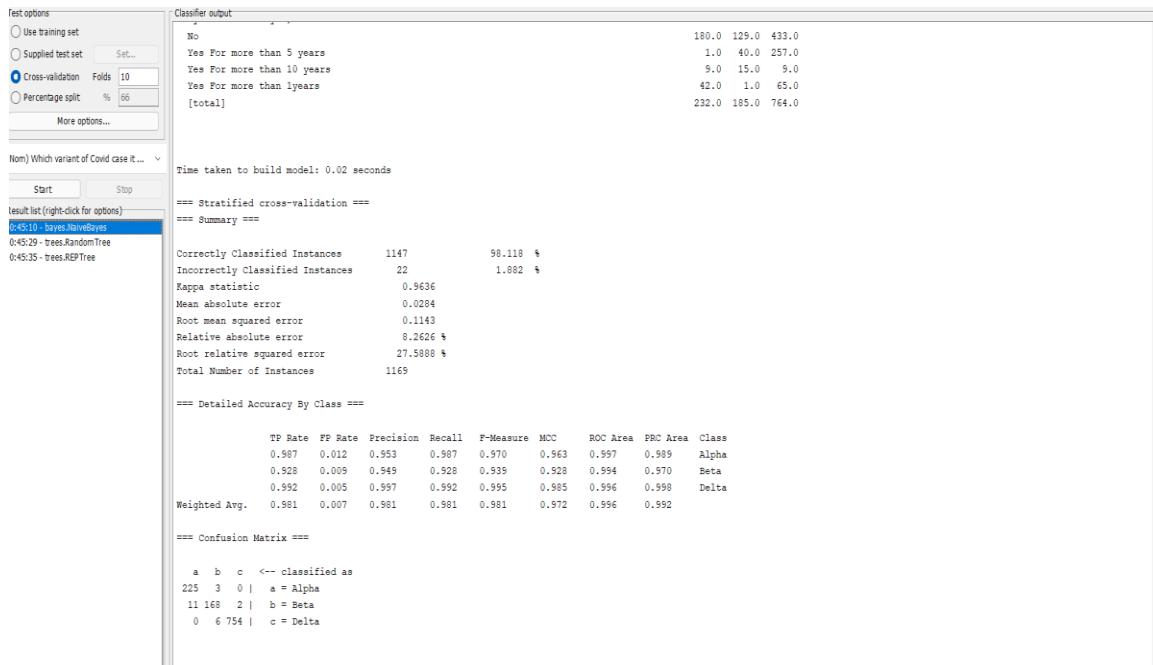 Test options
Use training set
Supplied test set Set...
Cross-validation Folds 10
Percentage split % 66
More options...
Nom) Which variant of Covid case it ...
Start Stop
Result list (right-click for options)
0:45:10 - bayes.NaiveBayes
0:45:29 - trees.RandomTree
0:45:35 - trees.REPTree
Classifier output
No 180.0 129.0 433.0
Yes For more than 5 years 1.0 40.0 257.0
Yes For more than 10 years 9.0 15.0 9.0
Yes For more than 1years 42.0 1.0 65.0
[total] 232.0 185.0 764.0
Time taken to build model: 0.02 seconds
=== Stratified cross-validation ===
=== Summary ===
Correctly Classified Instances 1147 98.118 %
Incorrectly Classified Instances 22 1.882 %
Kappa statistic 0.9636
Mean absolute error 0.0284
Root mean squared error 0.1143
Relative absolute error 8.2626 %
Root relative squared error 27.5888 %
Total Number of Instances 1169
=== Detailed Accuracy By Class ===
TP Rate FP Rate Precision Recall F-Measure MCC ROC Area PRC Area Class
0.987 0.012 0.953 0.987 0.970 0.963 0.997 0.989 Alpha
0.928 0.009 0.949 0.928 0.939 0.928 0.994 0.970 Beta
0.992 0.005 0.997 0.992 0.995 0.985 0.996 0.998 Delta
Weighted Avg. 0.981 0.007 0.981 0.981 0.981 0.972 0.996 0.992
=== Confusion Matrix ===
a b c <-- classified as
225 3 0 | a = Alpha
11 168 2 | b = Beta
0 6 754 | c = Delta